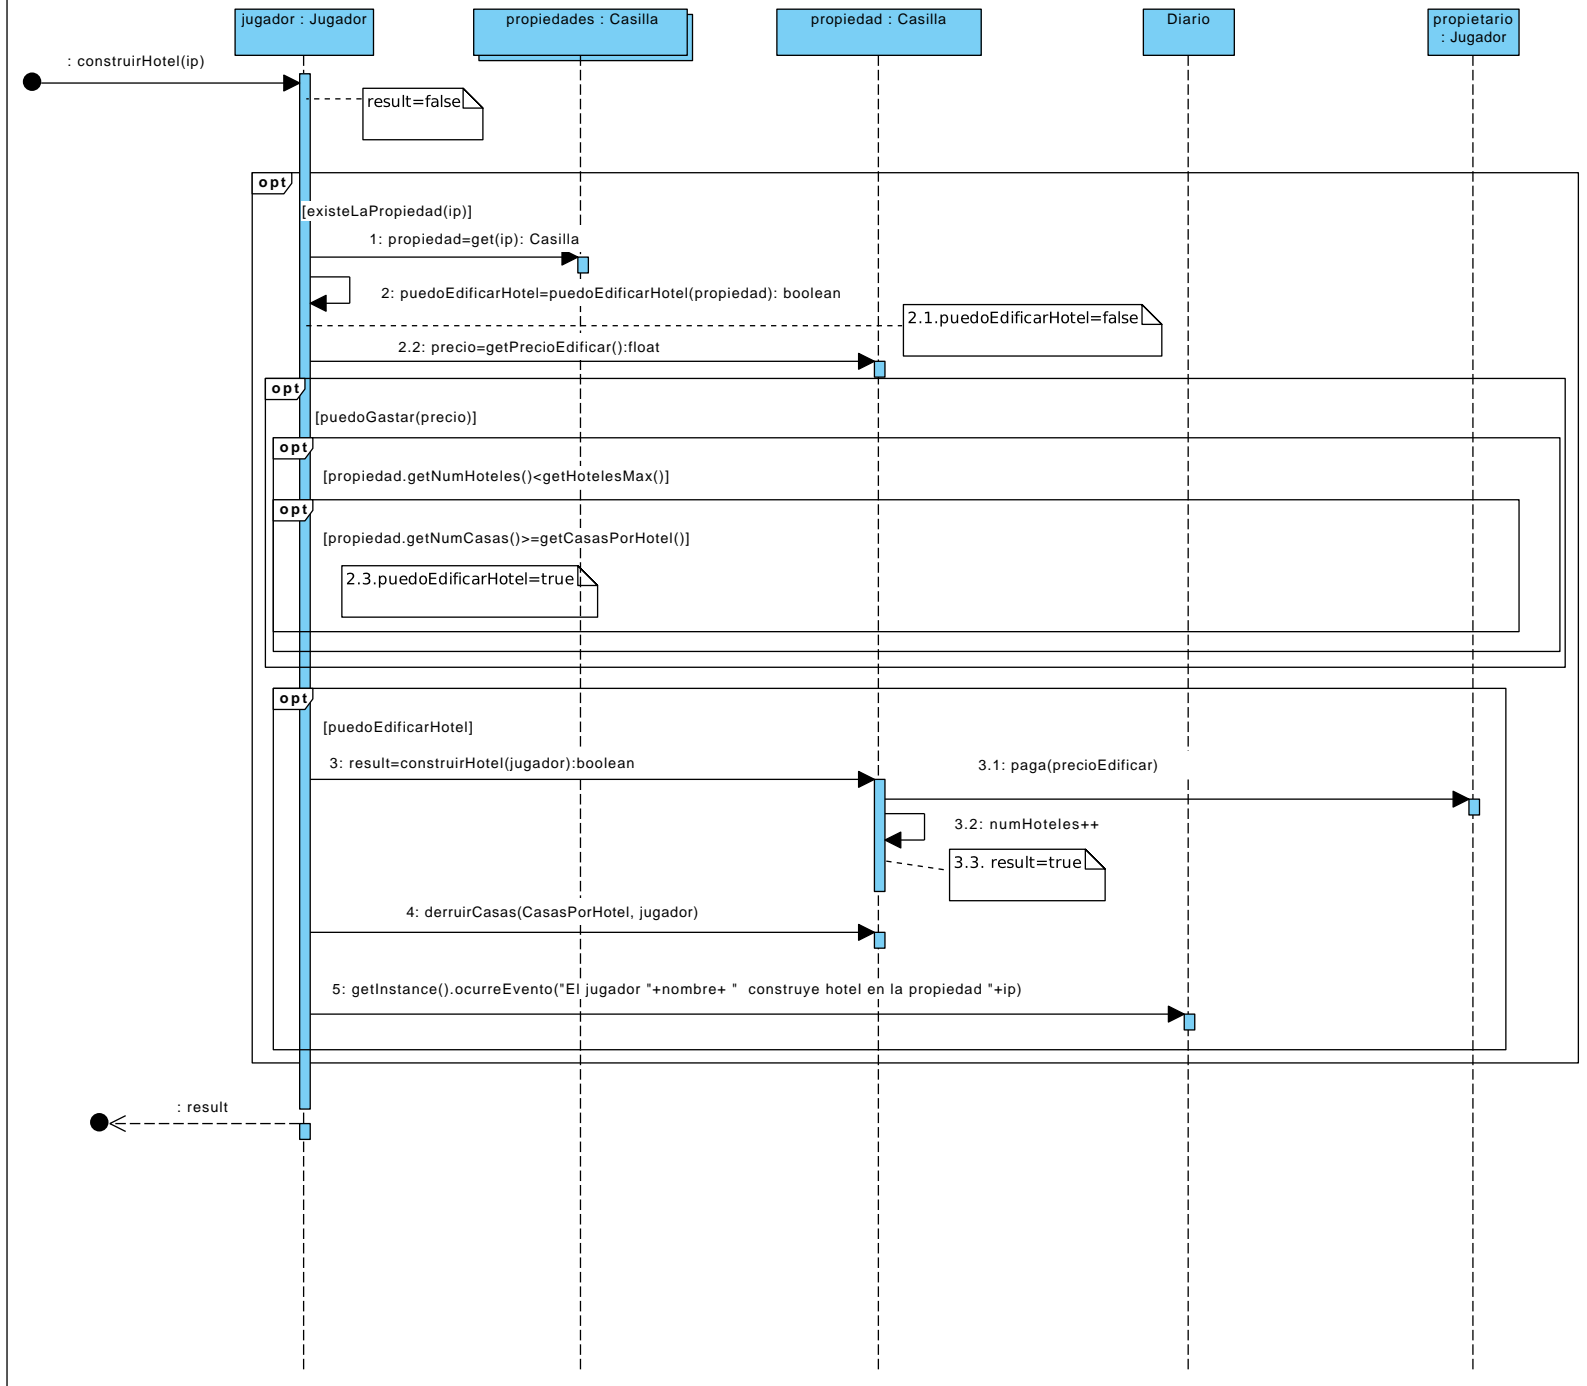 jugador : Jugador
propiedades : Casilla
propiedad : Casilla
Diario
propietario
: Jugador
: construirHotel(ip)
result=false
opt
[existeLaPropiedad(ip)]
1: propiedad=get(ip): Casilla
2: puedoEdificarHotel=puedoEdificarHotel(propiedad): boolean
2.1.puedoEdificarHotel=false
2.2: precio=getPrecioEdificar():float
opt
[puedoGastar(precio)]
opt
[propiedad.getNumHoteles()<getHotelesMax()]
opt
[propiedad.getNumCasas()>=getCasasPorHotel()]
2.3.puedoEdificarHotel=true
opt
[puedoEdificarHotel]
3: result=construirHotel(jugador):boolean
3.1: paga(precioEdificar)
3.2: numHoteles++
3.3. result=true
4: derruirCasas(CasasPorHotel, jugador)
5: getInstance().ocurreEvento("El jugador "+nombre+ "  construye hotel en la propiedad "+ip)
: result